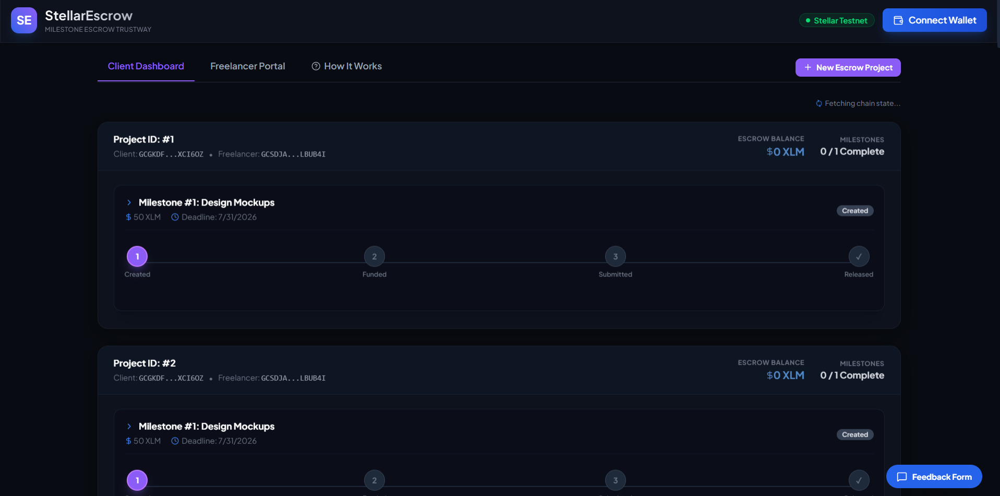 SE
StellarEscrow
MILESTONE ESCROW TRUSTWAY
Stellar Testnet
Connect Wallet
Client Dashboard
Freelancer Portal
How It Works
New Escrow Project
Fetching chain state...
Project ID: #1
Client: GCGKDF...XCI6OZ • Freelancer: GCSDJA...LBUB4I
ESCROW BALANCE
$0 XLM
MILESTONES
0 / 1 Complete
Milestone #1: Design Mockups
$ 50 XLM Deadline: 7/31/2026
Created
1
2
3
✓
Created
Funded
Submitted
Released
Project ID: #2
Client: GCGKDF...XCI6OZ • Freelancer: GCSDJA...LBUB4I
ESCROW BALANCE
$0 XLM
MILESTONES
0 / 1 Complete
Milestone #1: Design Mockups
$ 50 XLM Deadline: 7/31/2026
Created
1
2
3
✓
Feedback Form